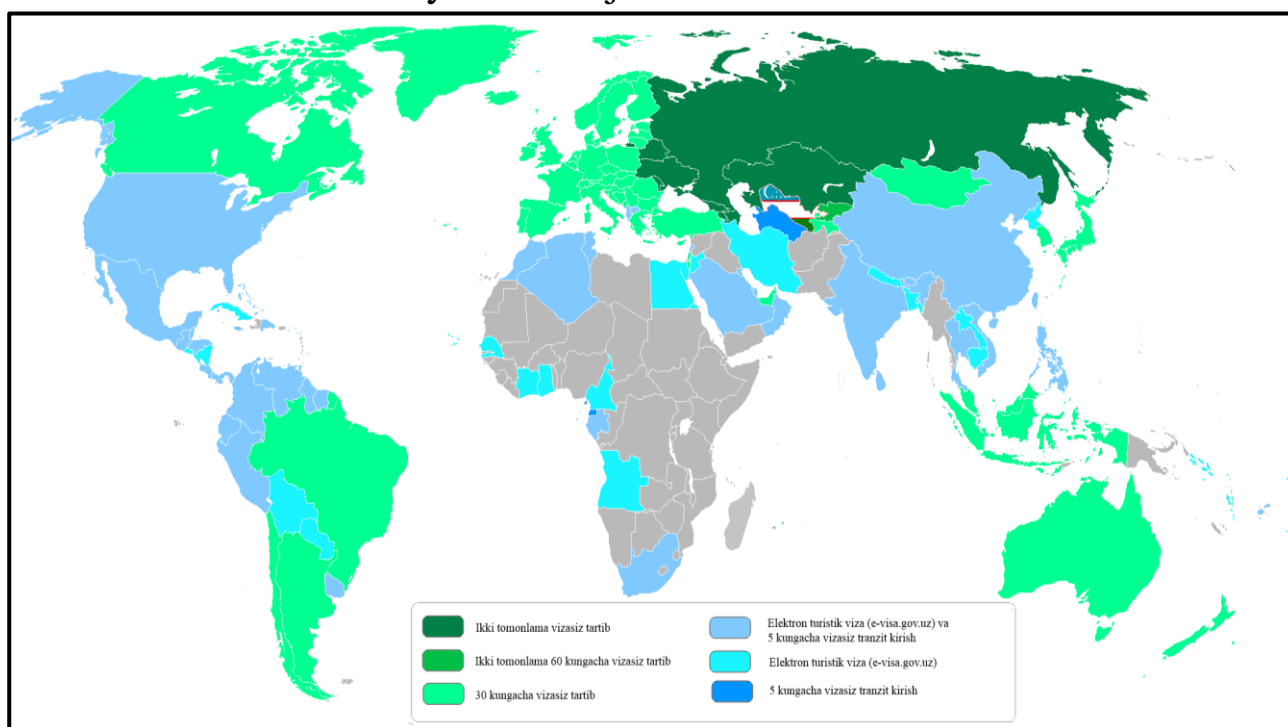 Ikki tomonlama vizasiz tartib
Ikki tomonlama 60 kungacha vizasiz tartib
30 kungacha vizasiz tartib
Elektron turistik viza (e-visa.gov.uz) va
5 kungacha vizasiz tranzit kirish
Elektron turistik viza (e-visa.gov.uz)
5 kungacha vizasiz tranzit kirish